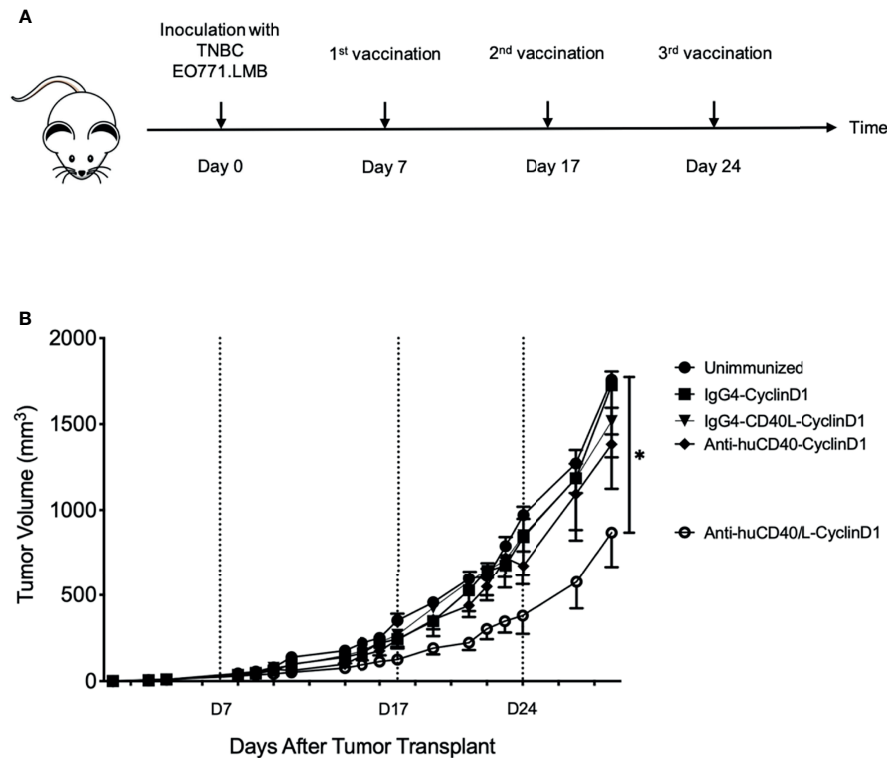 A
Inoculation with
TNBC
EO771.LMB
1st vaccination
2nd vaccination
3rd vaccination
Time
Day 0
Day 7
Day 17
Day 24
B
2000
1500
1000
500
0
Tumor Volume (mm3)
D7
D17
D24
Days After Tumor Transplant
Unimmunized
IgG4-CyclinD1
IgG4-CD40L-CyclinD1
Anti-huCD40-CyclinD1
Anti-huCD40/L-CyclinD1
*